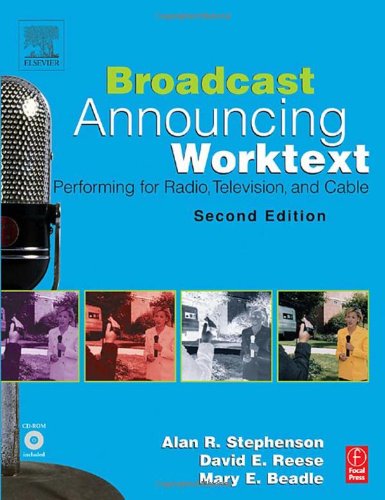 ELSEVIER
Broadcast
Announcing
Worktext
Performing for Radio, Television, and Cable
Second Edition
CD-ROM
included
Alan R. Stephenson
David E. Reese
Mary E. Beadle
Focal
Press